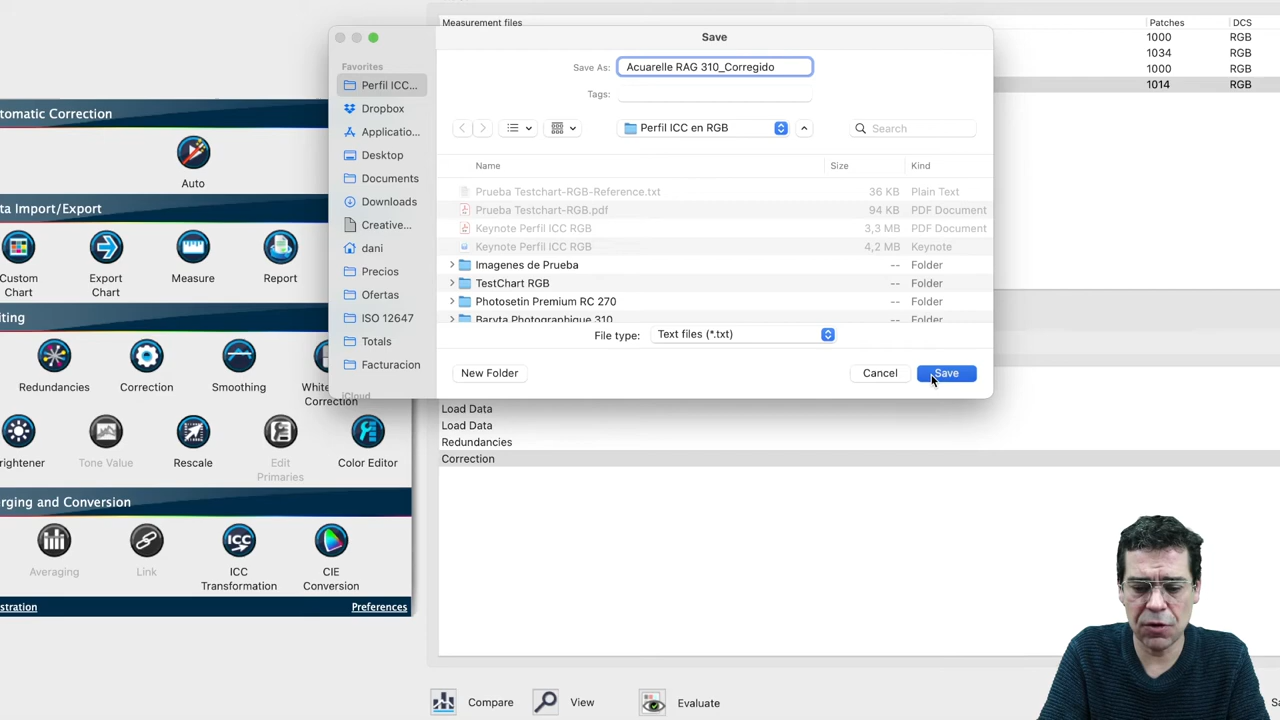 Measurement files
Patches
DCS
1000
RGB
1034
RGB
1000
RGB
1014
RGB
Save
Save As:
Acuarelle RAG 310_Corregido
Tags:
Favorites
Perfil ICC...
Dropbox
Applicatio...
Desktop
Documents
Downloads
Creative...
dani
Precios
Ofertas
ISO 12647
Totals
Facturacion
iCloud
Perfil ICC en RGB
Search
Name
Size
Kind
Prueba Testchart-RGB-Reference.txt
36 KB
Plain Text
Prueba Testchart-RGB.pdf
94 KB
PDF Document
Keynote Perfil ICC RGB
3,3 MB
PDF Document
Keynote Perfil ICC RGB
4,2 MB
Keynote
Imagenes de Prueba
--
Folder
TestChart RGB
--
Folder
Photosetin Premium RC 270
--
Folder
Baryta Photographique 310
--
Folder
File type:
Text files (*.txt)
New Folder
Cancel
Save
tomatic Correction
Auto
ta Import/Export
Custom
Chart
Export
Chart
Measure
Report
iting
Redundancies
Correction
Smoothing
White
Correction
rightener
Tone Value
Rescale
Edit
Primaries
Color Editor
erging and Conversion
Averaging
Link
ICC
Transformation
CIE
Conversion
stration
Preferences
Load Data
Load Data
Redundancies
Correction
Compare
View
Evaluate